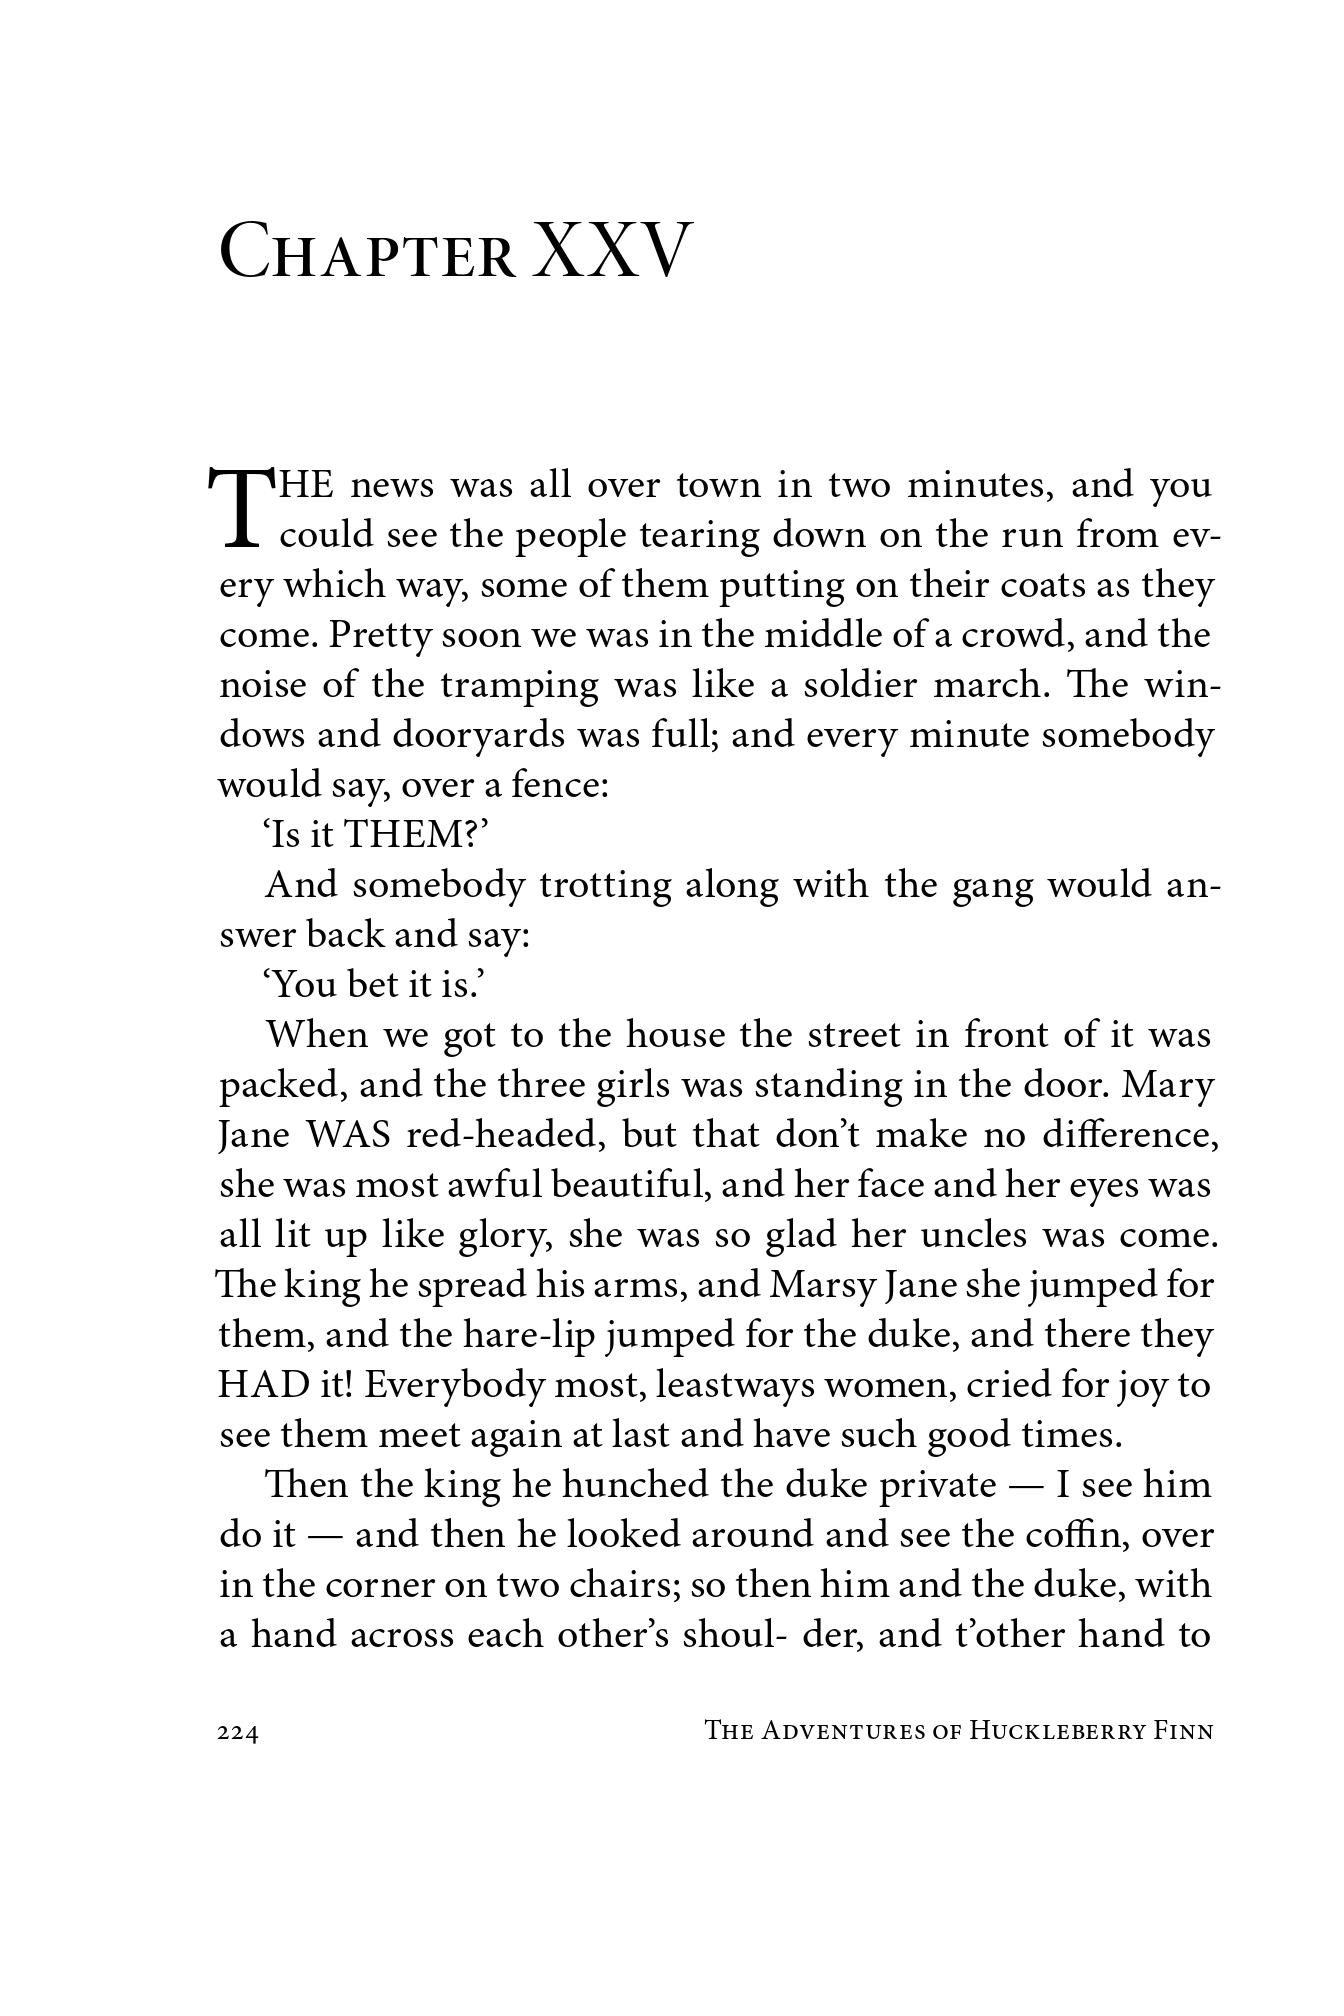 Chapter XXV
THE news was all over town in two minutes, and you
could see the people tearing down on the run from ev-
ery which way, some of them putting on their coats as they
come. Pretty soon we was in the middle of a crowd, and the
noise of the tramping was like a soldier march. The win-
dows and dooryards was full; and every minute somebody
would say, over a fence:
‘Is it THEM?’
And somebody trotting along with the gang would an-
swer back and say:
‘You bet it is.’
When we got to the house the street in front of it was
packed, and the three girls was standing in the door. Mary
Jane WAS red-headed, but that don’t make no difference,
she was most awful beautiful, and her face and her eyes was
all lit up like glory, she was so glad her uncles was come.
The king he spread his arms, and Marsy Jane she jumped for
them, and the hare-lip jumped for the duke, and there they
HAD it! Everybody most, leastways women, cried for joy to
see them meet again at last and have such good times.
Then the king he hunched the duke private — I see him
do it — and then he looked around and see the coffin, over
in the corner on two chairs; so then him and the duke, with
a hand across each other’s shoul- der, and t’other hand to
224 The Adventures of Huckleberry Finn